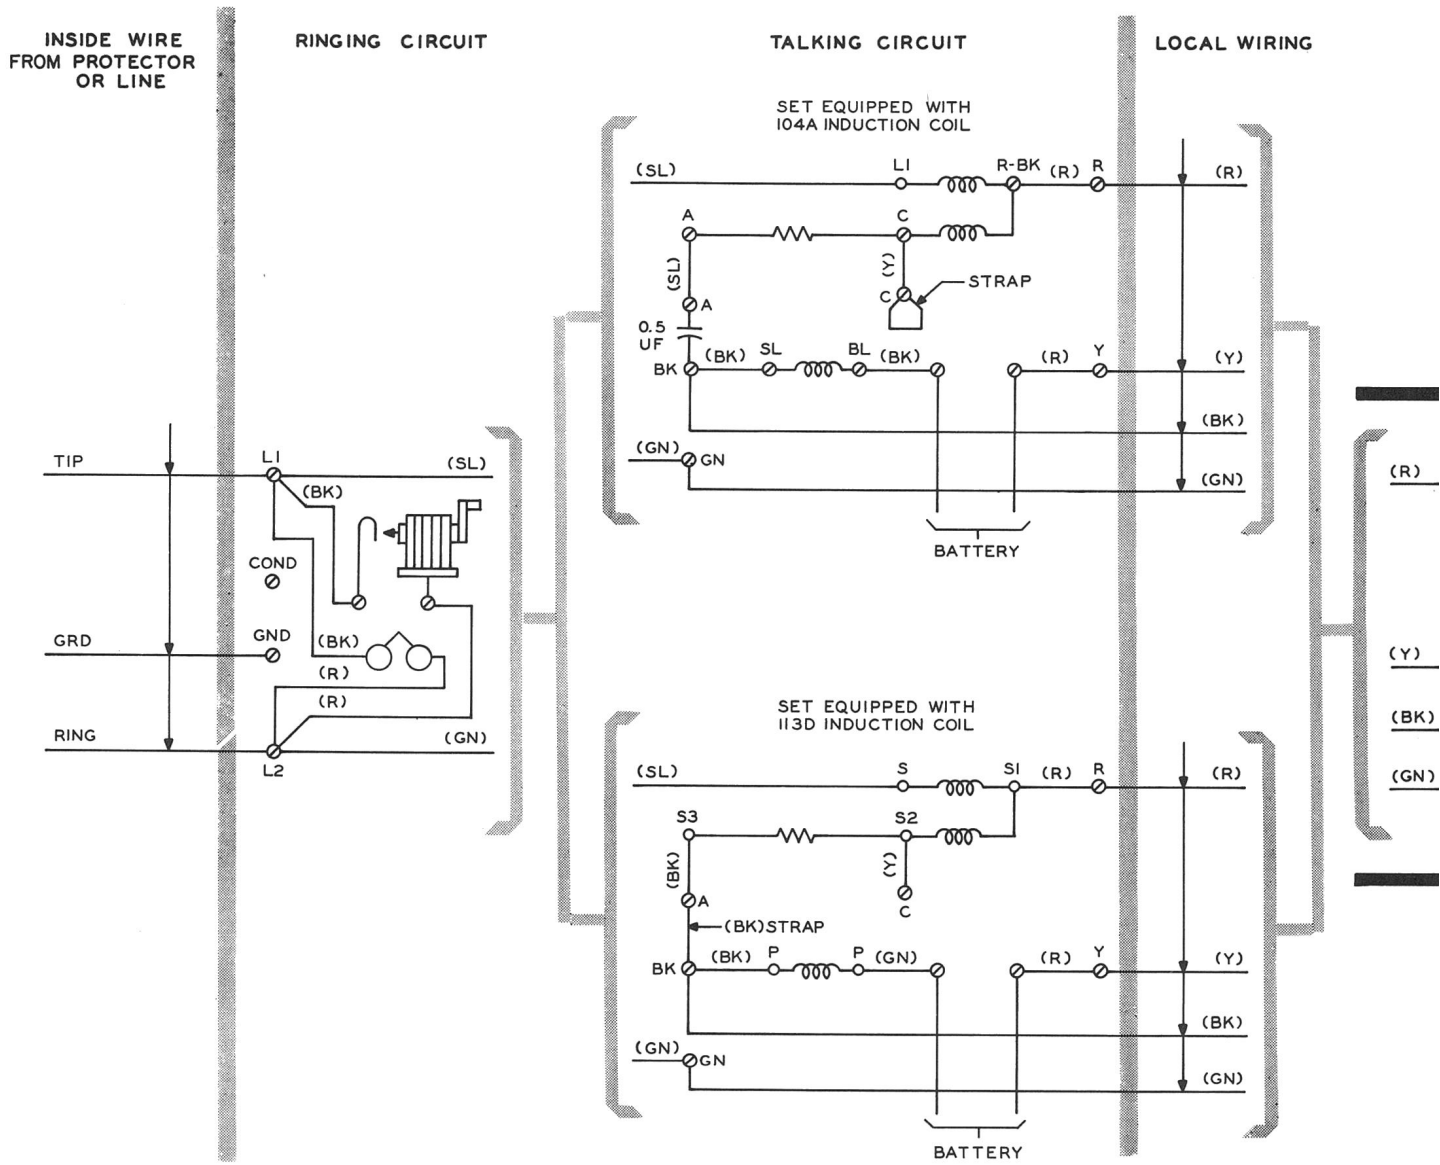 INSIDE WIRE
FROM PROTECTOR
OR LINE
RINGING CIRCUIT
TALKING CIRCUIT
LOCAL WIRING
SET EQUIPPED WITH
104A INDUCTION COIL
(SL)
L1
R-BK
(R)
R
(R)
A
C
(SL)
(Y)
A
C
STRAP
0.5
UF
BK
(BK)
SL
BL
(BK)
(R)
Y
(Y)
(BK)
(GN)
GN
(GN)
BATTERY
TIP
L1
(SL)
(BK)
COND
GRD
GND
(BK)
(R)
(R)
RING
L2
(GN)
SET EQUIPPED WITH
113D INDUCTION COIL
(SL)
S
S1
(R)
R
(R)
S3
S2
(BK)
(Y)
A
C
(BK) STRAP
BK
(BK)
P
P
(GN)
(R)
Y
(Y)
(BK)
(GN)
GN
(GN)
BATTERY
(R)
(Y)
(BK)
(GN)